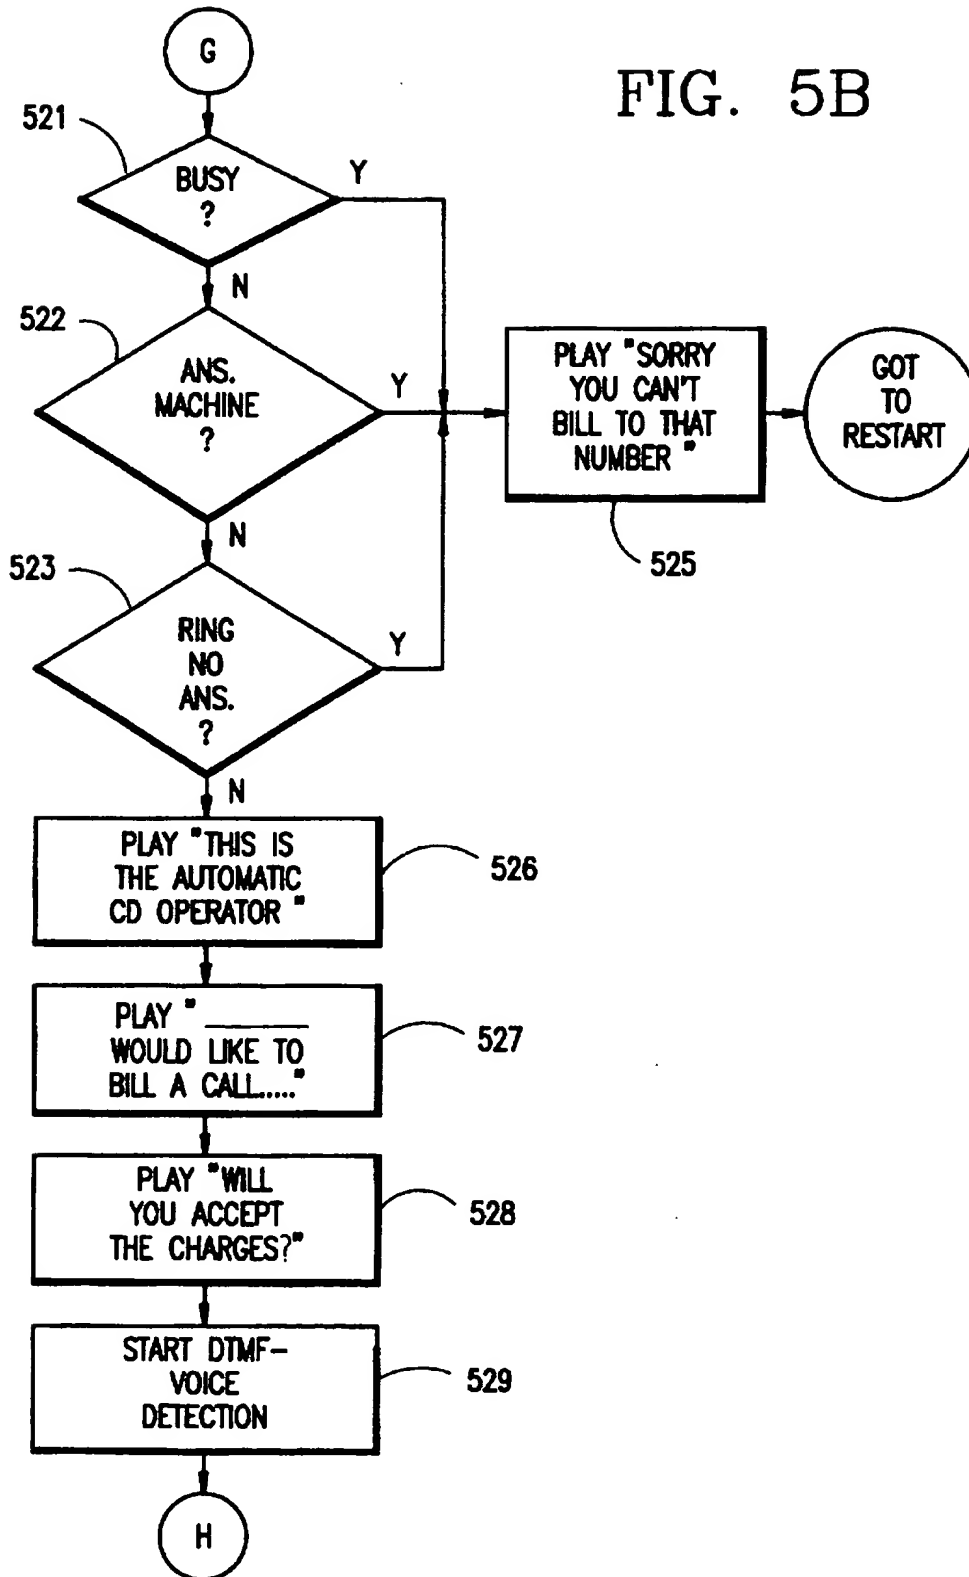 G
FIG. 5B
521
BUSY
?
Y
N
522
ANS.
MACHINE
?
Y
N
PLAY "SORRY
YOU CAN'T
BILL TO THAT
NUMBER "
525
GOT
TO
RESTART
523
RING
NO
ANS.
?
Y
N
PLAY "THIS IS
THE AUTOMATIC
CD OPERATOR "
526
PLAY " ______
WOULD LIKE TO
BILL A CALL....."
527
PLAY "WILL
YOU ACCEPT
THE CHARGES?"
528
START DTMF-
VOICE
DETECTION
529
H